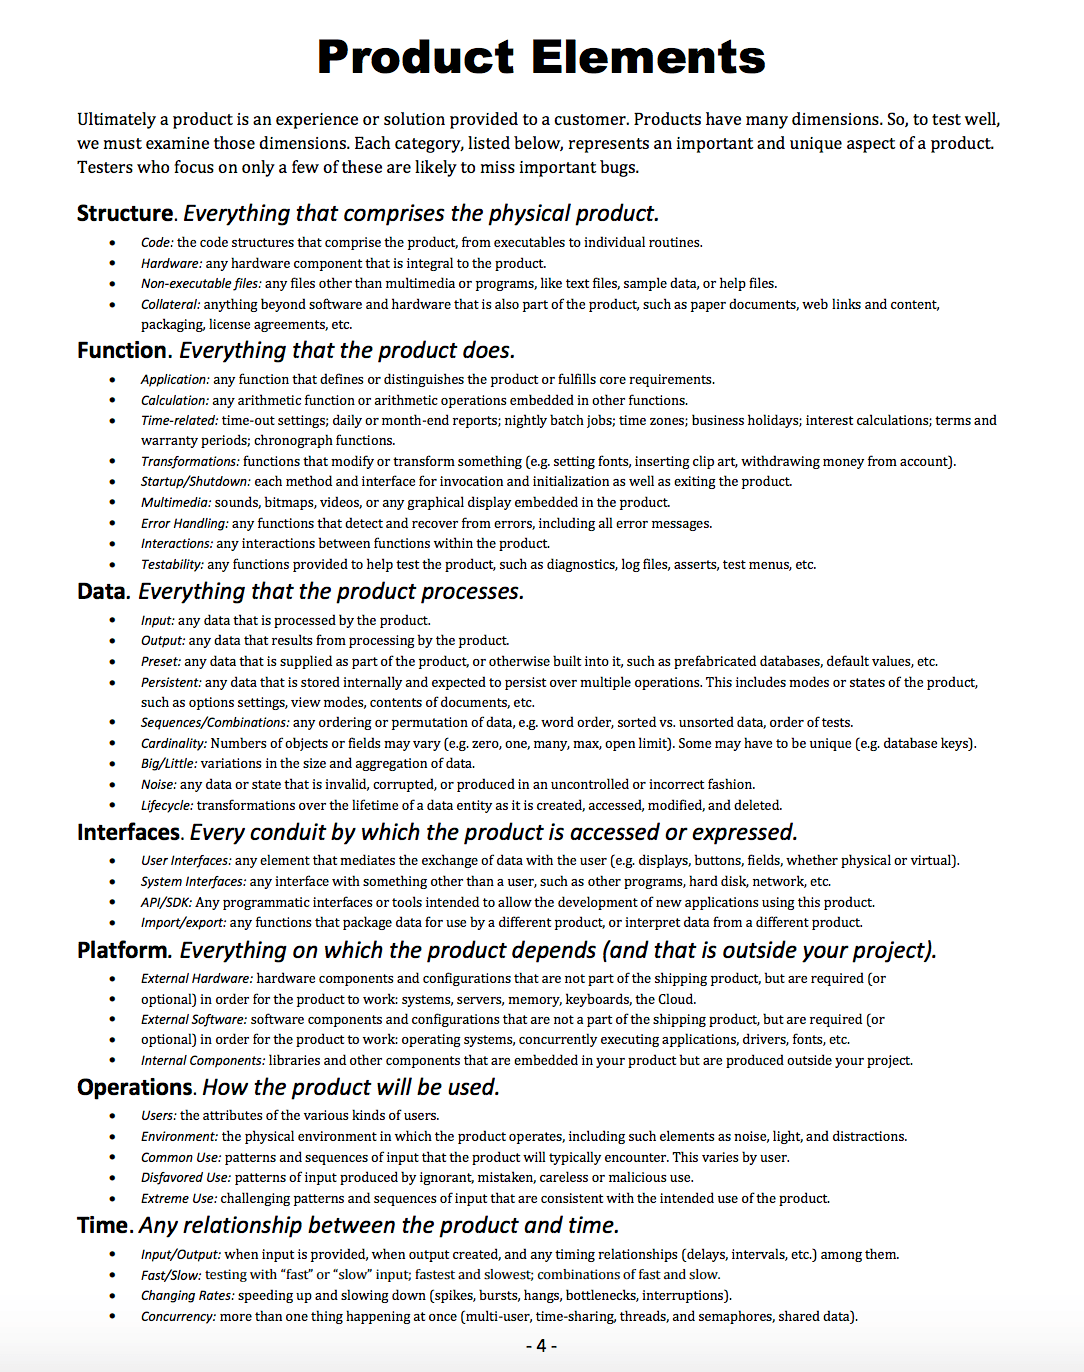 Product Elements
Ultimately a product is an experience or solution provided to a customer. Products have many dimensions. So, to test well,
we must examine those dimensions. Each category, listed below, represents an important and unique aspect of a product.
Testers who focus on only a few of these are likely to miss important bugs.
Structure. Everything that comprises the physical product.
• Code: the code structures that comprise the product, from executables to individual routines.
• Hardware: any hardware component that is integral to the product.
• Non-executable files: any files other than multimedia or programs, like text files, sample data, or help files.
• Collateral: anything beyond software and hardware that is also part of the product, such as paper documents, web links and content,
packaging, license agreements, etc.
Function. Everything that the product does.
• Application: any function that defines or distinguishes the product or fulfills core requirements.
• Calculation: any arithmetic function or arithmetic operations embedded in other functions.
• Time-related: time-out settings; daily or month-end reports; nightly batch jobs; time zones; business holidays; interest calculations; terms and
warranty periods; chronograph functions.
• Transformations: functions that modify or transform something (e.g. setting fonts, inserting clip art, withdrawing money from account).
• Startup/Shutdown: each method and interface for invocation and initialization as well as exiting the product.
• Multimedia: sounds, bitmaps, videos, or any graphical display embedded in the product.
• Error Handling: any functions that detect and recover from errors, including all error messages.
• Interactions: any interactions between functions within the product.
• Testability: any functions provided to help test the product, such as diagnostics, log files, asserts, test menus, etc.
Data. Everything that the product processes.
• Input: any data that is processed by the product.
• Output: any data that results from processing by the product.
• Preset: any data that is supplied as part of the product, or otherwise built into it, such as prefabricated databases, default values, etc.
• Persistent: any data that is stored internally and expected to persist over multiple operations. This includes modes or states of the product,
such as options settings, view modes, contents of documents, etc.
• Sequences/Combinations: any ordering or permutation of data, e.g. word order, sorted vs. unsorted data, order of tests.
• Cardinality: Numbers of objects or fields may vary (e.g. zero, one, many, max, open limit). Some may have to be unique (e.g. database keys).
• Big/Little: variations in the size and aggregation of data.
• Noise: any data or state that is invalid, corrupted, or produced in an uncontrolled or incorrect fashion.
• Lifecycle: transformations over the lifetime of a data entity as it is created, accessed, modified, and deleted.
Interfaces. Every conduit by which the product is accessed or expressed.
• User Interfaces: any element that mediates the exchange of data with the user (e.g. displays, buttons, fields, whether physical or virtual).
• System Interfaces: any interface with something other than a user, such as other programs, hard disk, network, etc.
• API/SDK: Any programmatic interfaces or tools intended to allow the development of new applications using this product.
• Import/export: any functions that package data for use by a different product, or interpret data from a different product.
Platform. Everything on which the product depends (and that is outside your project).
• External Hardware: hardware components and configurations that are not part of the shipping product, but are required (or
• optional) in order for the product to work: systems, servers, memory, keyboards, the Cloud.
• External Software: software components and configurations that are not a part of the shipping product, but are required (or
• optional) in order for the product to work: operating systems, concurrently executing applications, drivers, fonts, etc.
• Internal Components: libraries and other components that are embedded in your product but are produced outside your project.
Operations. How the product will be used.
• Users: the attributes of the various kinds of users.
• Environment: the physical environment in which the product operates, including such elements as noise, light, and distractions.
• Common Use: patterns and sequences of input that the product will typically encounter. This varies by user.
• Disfavored Use: patterns of input produced by ignorant, mistaken, careless or malicious use.
• Extreme Use: challenging patterns and sequences of input that are consistent with the intended use of the product.
Time. Any relationship between the product and time.
• Input/Output: when input is provided, when output created, and any timing relationships (delays, intervals, etc.) among them.
• Fast/Slow: testing with “fast” or “slow” input; fastest and slowest; combinations of fast and slow.
• Changing Rates: speeding up and slowing down (spikes, bursts, hangs, bottlenecks, interruptions).
• Concurrency: more than one thing happening at once (multi-user, time-sharing, threads, and semaphores, shared data).
- 4 -